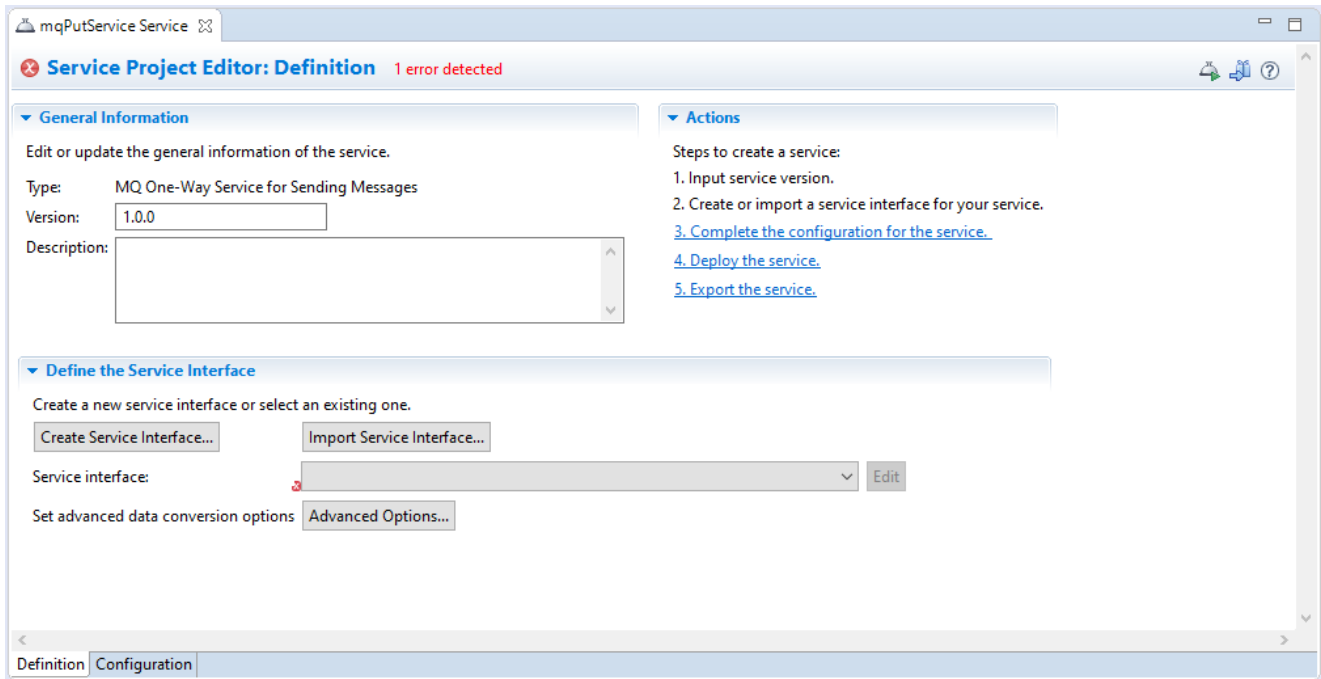 mqPutService Service
Service Project Editor: Definition 1 error detected
General Information
Edit or update the general information of the service.
Type: MQ One-Way Service for Sending Messages
Version: 1.0.0
Description:
Actions
Steps to create a service:
1. Input service version.
2. Create or import a service interface for your service.
3. Complete the configuration for the service.
4. Deploy the service.
5. Export the service.
Define the Service Interface
Create a new service interface or select an existing one.
Create Service Interface... Import Service Interface...
Service interface: Edit
Set advanced data conversion options Advanced Options...
Definition Configuration